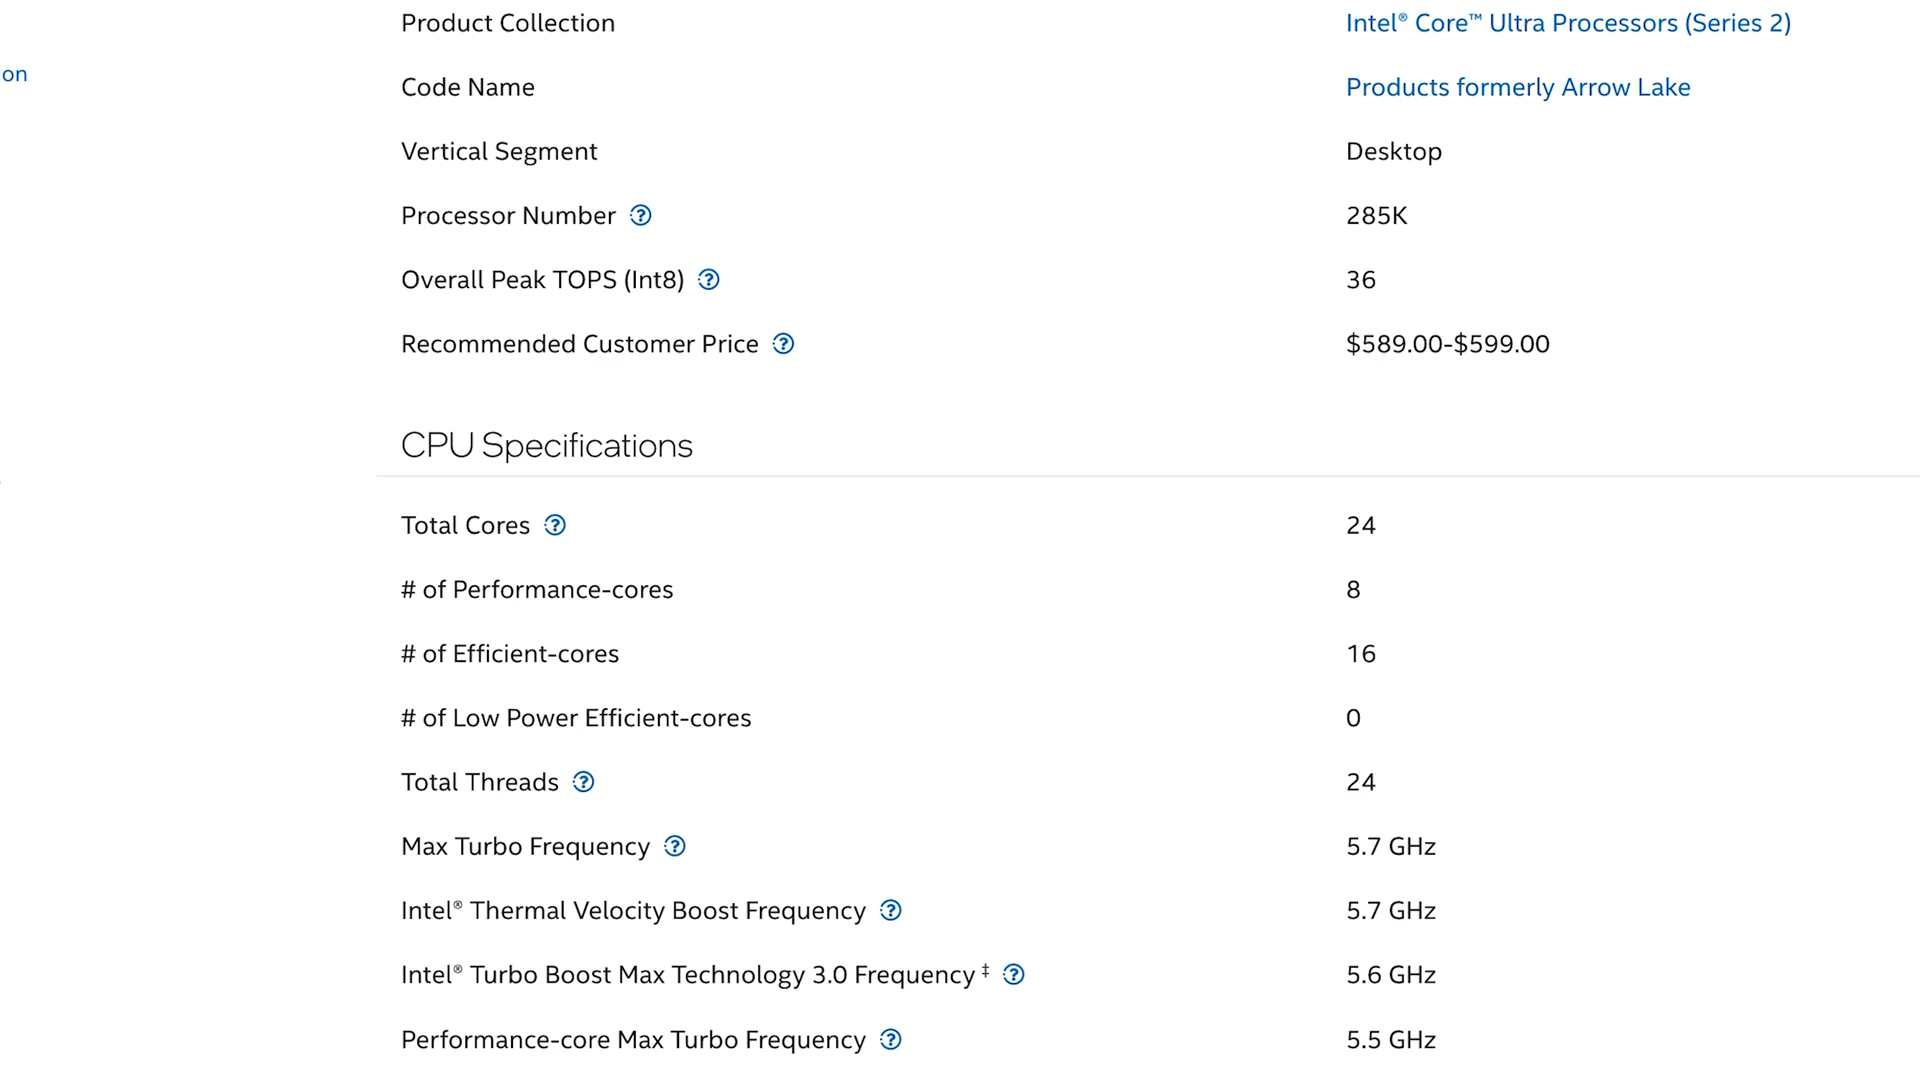 Product Collection Intel® Core™ Ultra Processors (Series 2)
on
Code Name Products formerly Arrow Lake
Vertical Segment Desktop
Processor Number ? 285K
Overall Peak TOPS (Int8) ? 36
Recommended Customer Price ? $589.00-$599.00
CPU Specifications
Total Cores ? 24
# of Performance-cores 8
# of Efficient-cores 16
# of Low Power Efficient-cores 0
Total Threads ? 24
Max Turbo Frequency ? 5.7 GHz
Intel® Thermal Velocity Boost Frequency ? 5.7 GHz
Intel® Turbo Boost Max Technology 3.0 Frequency ‡ ? 5.6 GHz
Performance-core Max Turbo Frequency ? 5.5 GHz